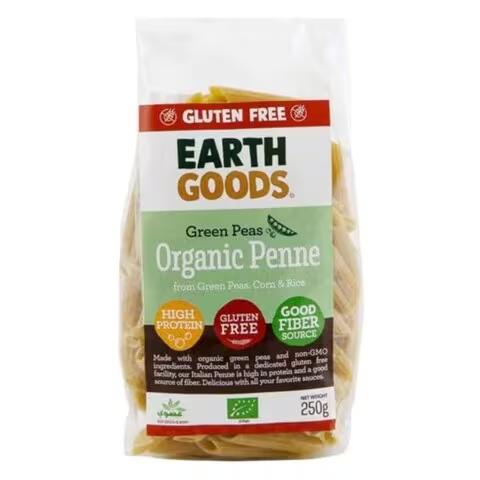 GLUTEN FREE
EARTH
GOODS
Green Peas
Organic Penne
from Green Peas, Corn & Rice
HIGH
PROTEIN
GLUTEN
FREE
GOOD
FIBER
SOURCE
Made with organic green peas and non-GMO
ingredients. Produced in a dedicated gluten free
facility, our Italian Penne is high in protein and a good
source of fiber. Delicious with all your favorite sauces.
عضوي
NET WEIGHT
250g